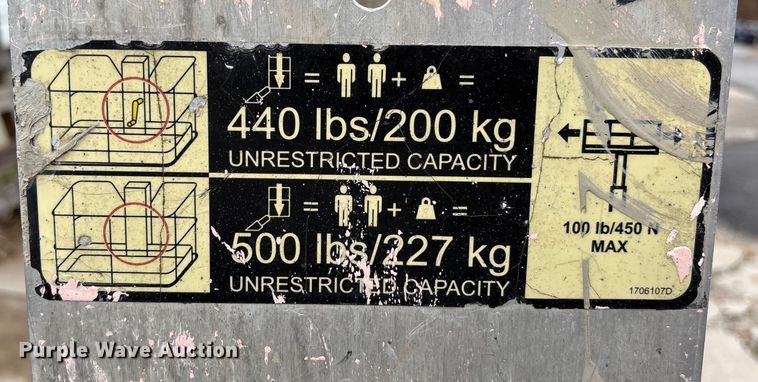 = + =
440 lbs/200 kg
UNRESTRICTED CAPACITY
= + =
500 lbs/227 kg
UNRESTRICTED CAPACITY
100 lb/450 N
MAX
1706107D
Purple Wave Auction